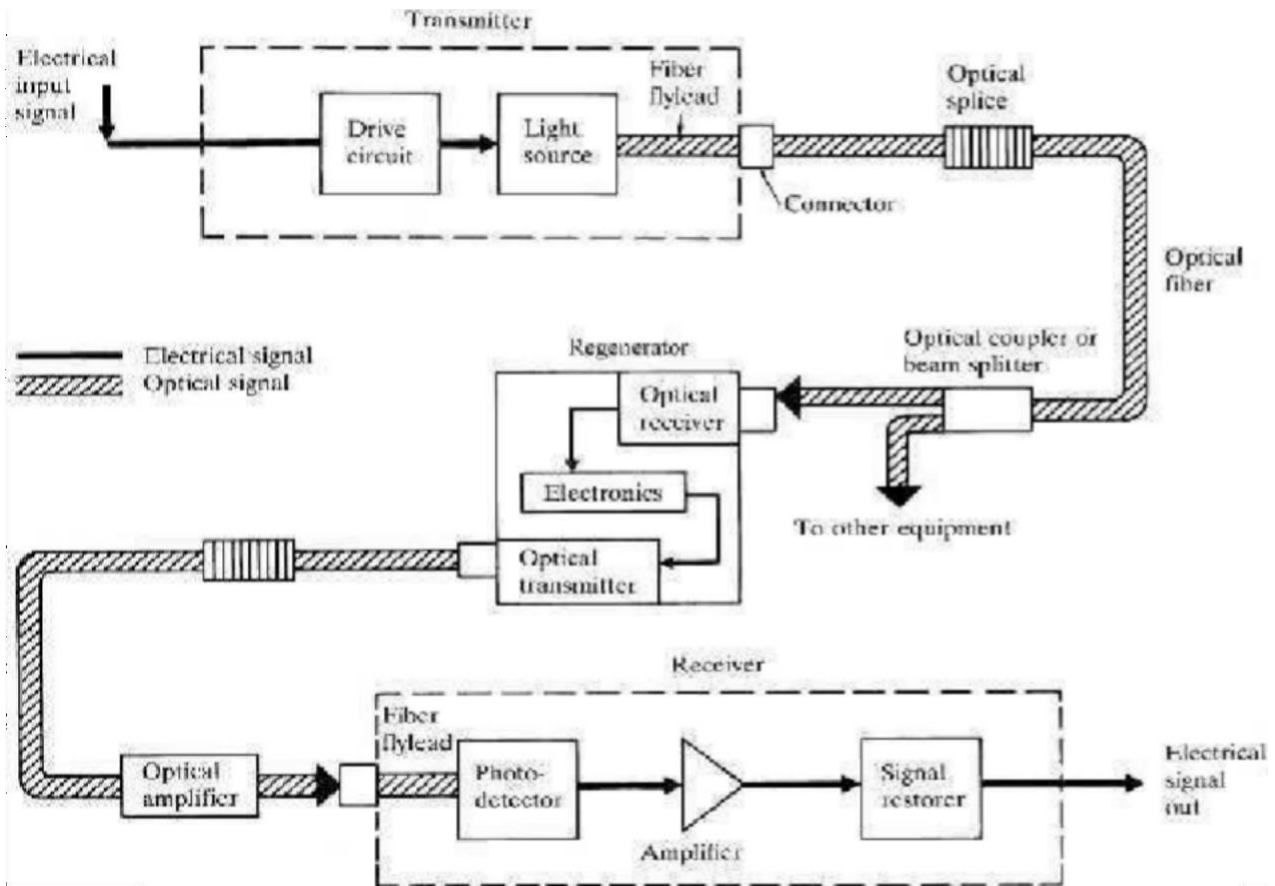 Transmitter
Electrical
input
signal
Drive
circuit
Light
source
Fiber
flylead
Connector
Optical
splice
Optical
fiber
Electrical signal
Optical signal
Regenerator
Optical
receiver
Electronics
Optical
transmitter
Optical coupler or
beam splitter
To other equipment
Receiver
Optical
amplifier
Fiber
flylead
Photo-
detector
Amplifier
Signal
restorer
Electrical
signal
out